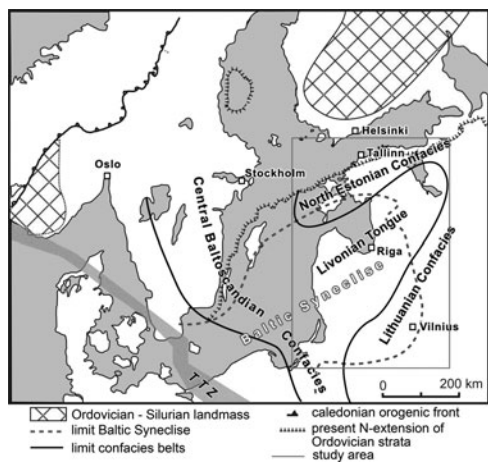 Helsinki
Tallinn
Oslo
Stockholm
North Estonian Confacies
Central Baltoscandian
Confacies
Livonian Tongue
Riga
Baltic Syneclise
Lithuanian Confacies
Vilnius
TTZ
0 200 km
Ordovician - Silurian landmass
limit Baltic Syneclise
limit confacies belts
caledonian orogenic front
present N-extension of
Ordovician strata
study area